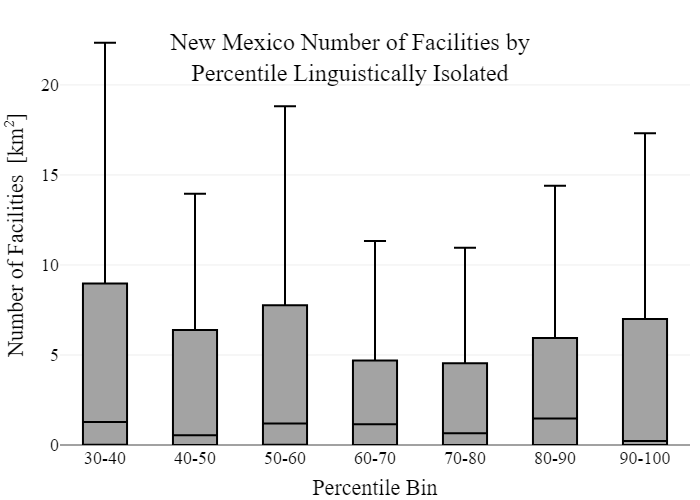 New Mexico Number of Facilities by
Percentile Linguistically Isolated
Number of Facilities [km²]
20
15
10
5
0
30-40 40-50 50-60 60-70 70-80 80-90 90-100
Percentile Bin